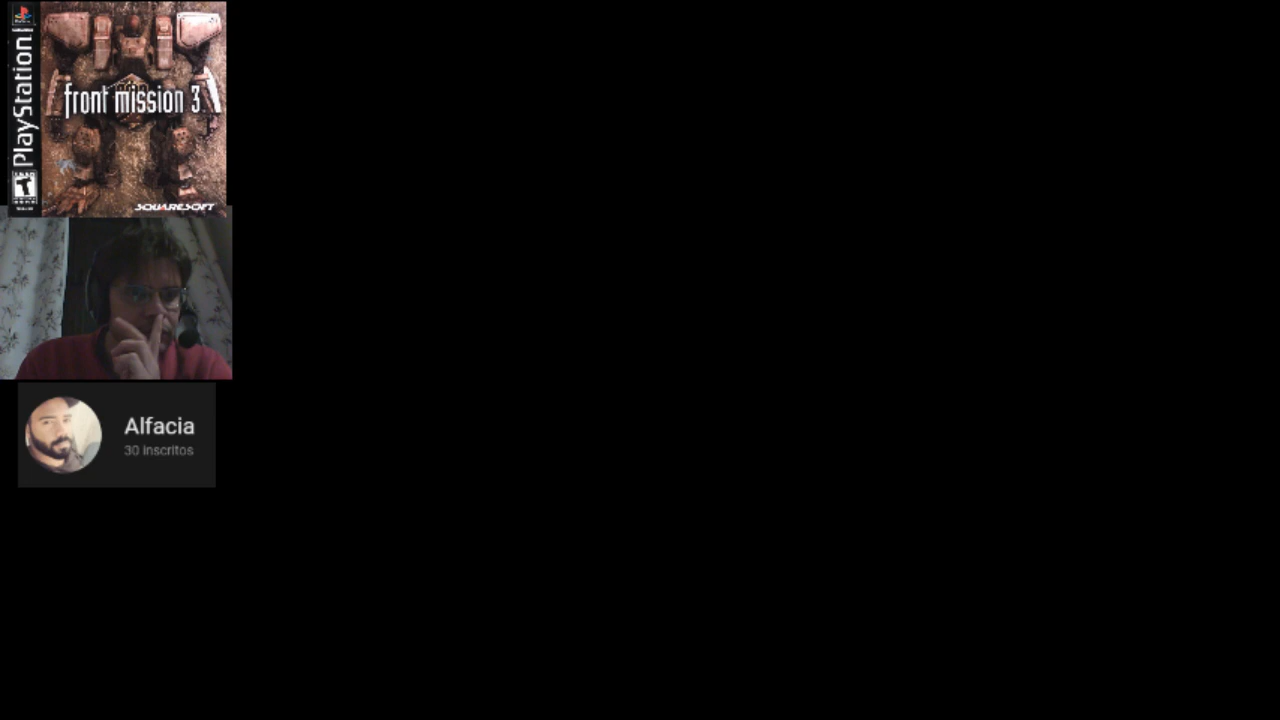 PlayStation
front mission 3
T
SQUARESOFT
Alfacia
30 inscritos